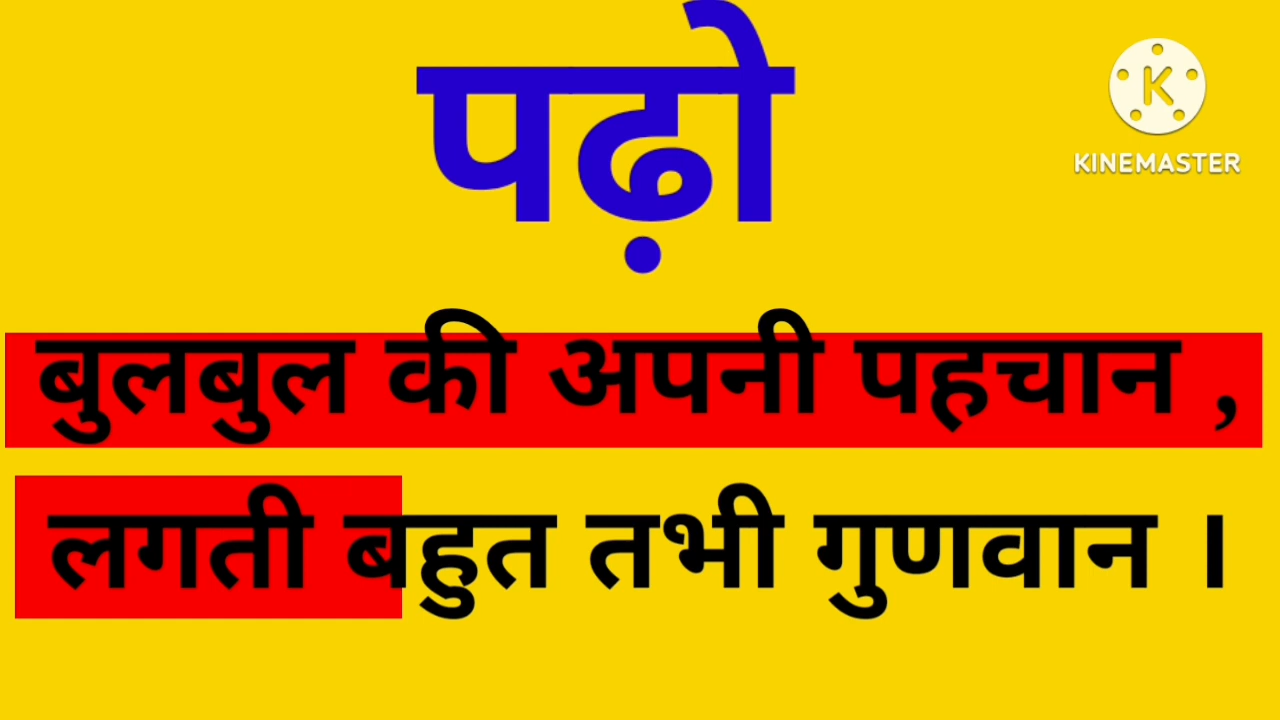 पढ़ो
K
KINEMASTER
बुलबुल की अपनी पहचान ,
लगती बहुत तभी गुणवान ।